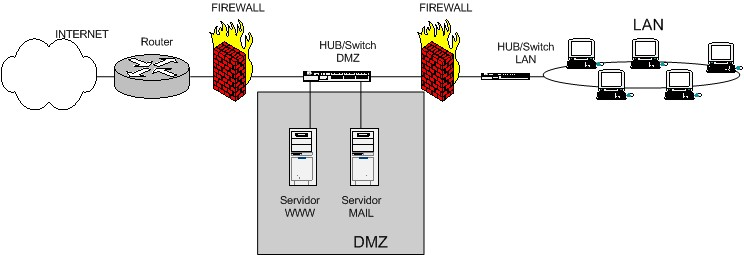 INTERNET
Router
FIREWALL
HUB/Switch
DMZ
FIREWALL
HUB/Switch
LAN
LAN
Servidor
WWW
Servidor
MAIL
DMZ